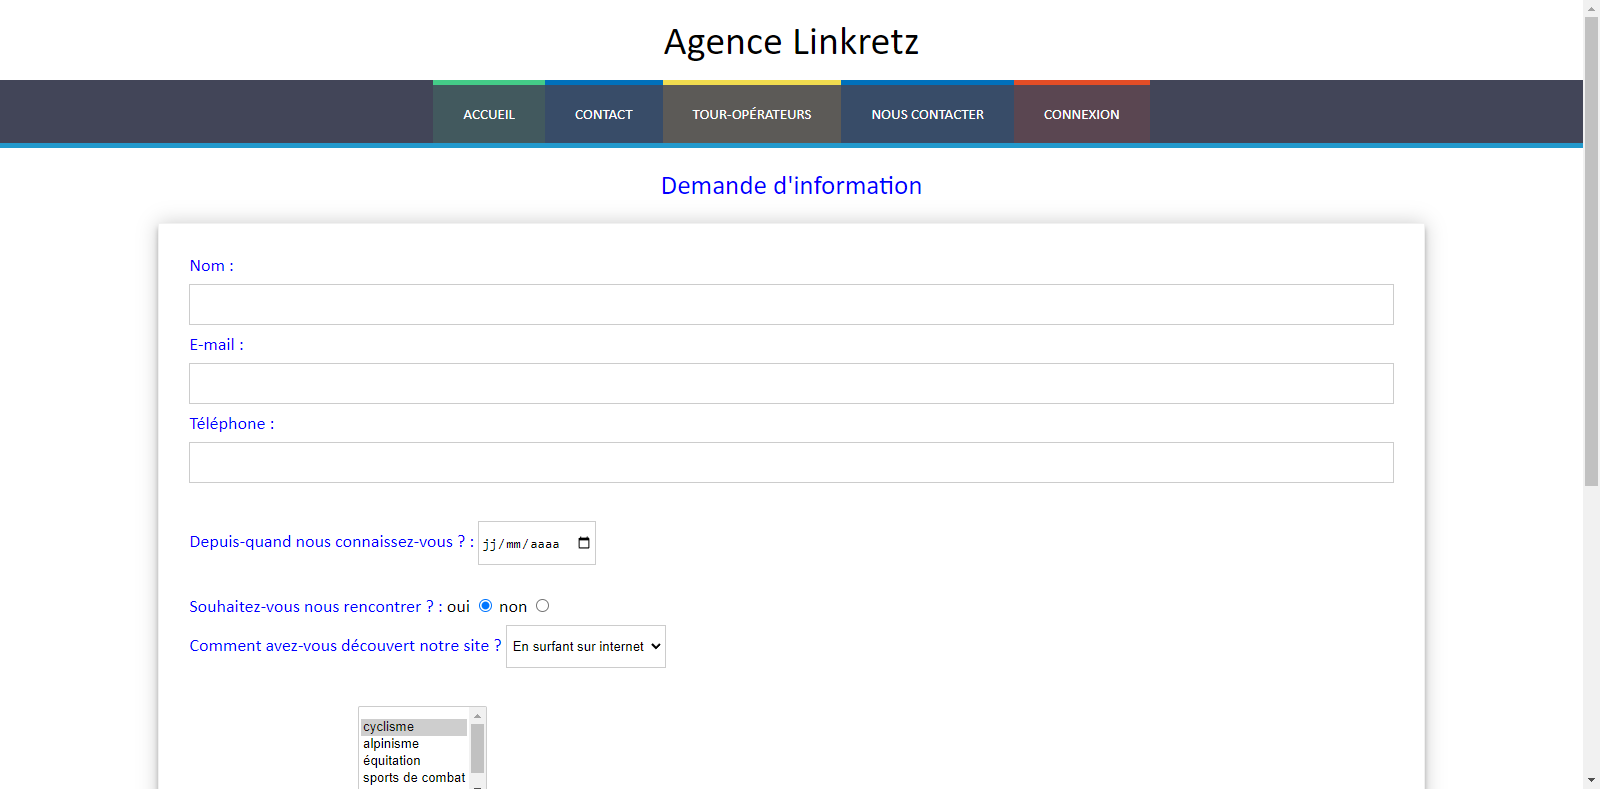 Agence Linkretz
ACCUEIL CONTACT TOUR-OPÉRATEURS NOUS CONTACTER CONNEXION
Demande d'information
Nom :
E-mail :
Téléphone :
Depuis-quand nous connaissez-vous ? : jj/mm/aaaa
Souhaitez-vous nous rencontrer ? : oui non
Comment avez-vous découvert notre site ? En surfant sur internet
cyclisme
alpinisme
équitation
sports de combat